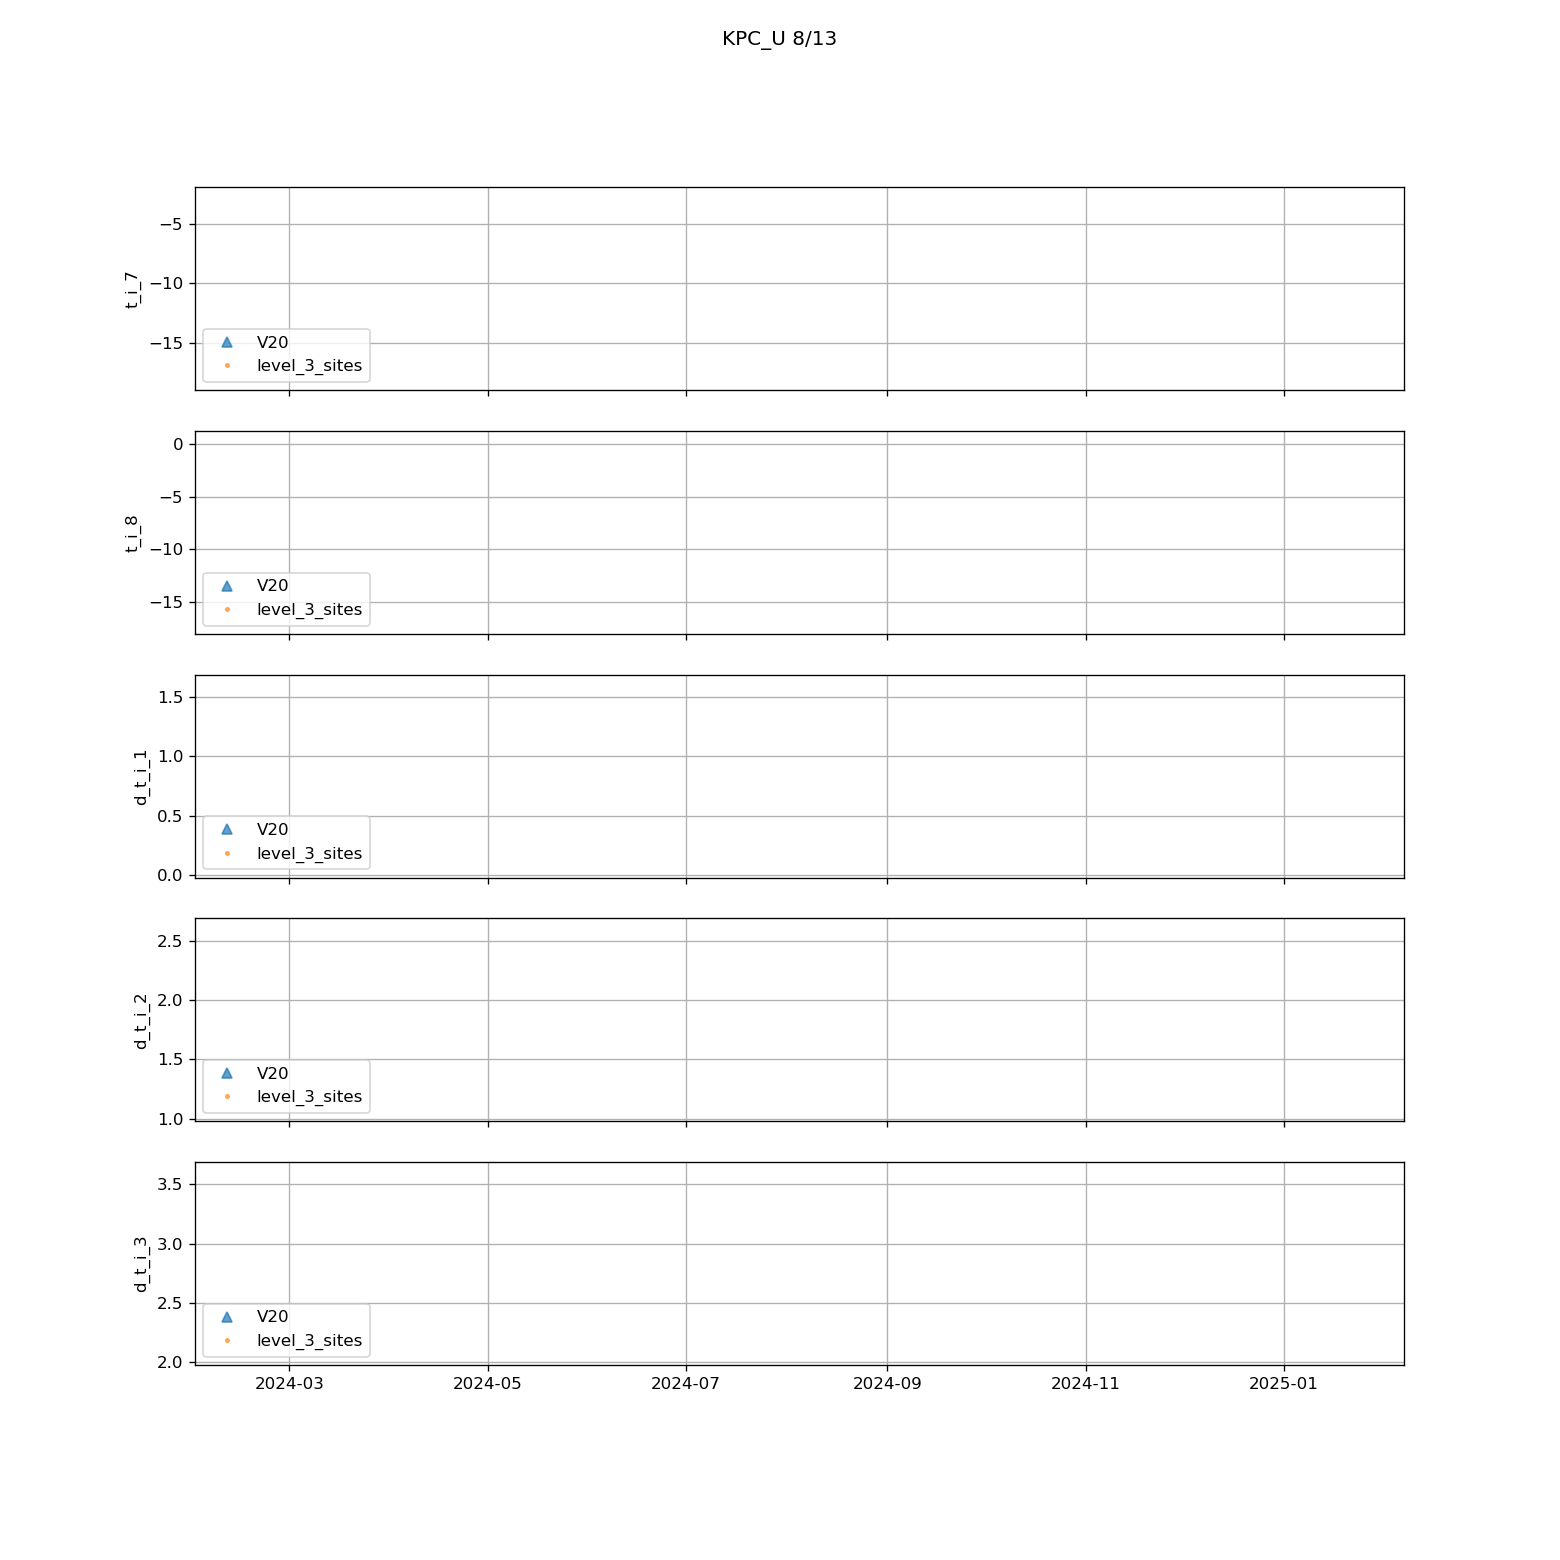 KPC_U 8/13
−5
−10
−15
t_i_7
V20
level_3_sites
0
−5
−10
−15
t_i_8
V20
level_3_sites
1.5
1.0
0.5
0.0
d_t_i_1
V20
level_3_sites
2.5
2.0
1.5
1.0
d_t_i_2
V20
level_3_sites
3.5
3.0
2.5
2.0
d_t_i_3
V20
level_3_sites
2024-03 2024-05 2024-07 2024-09 2024-11 2025-01